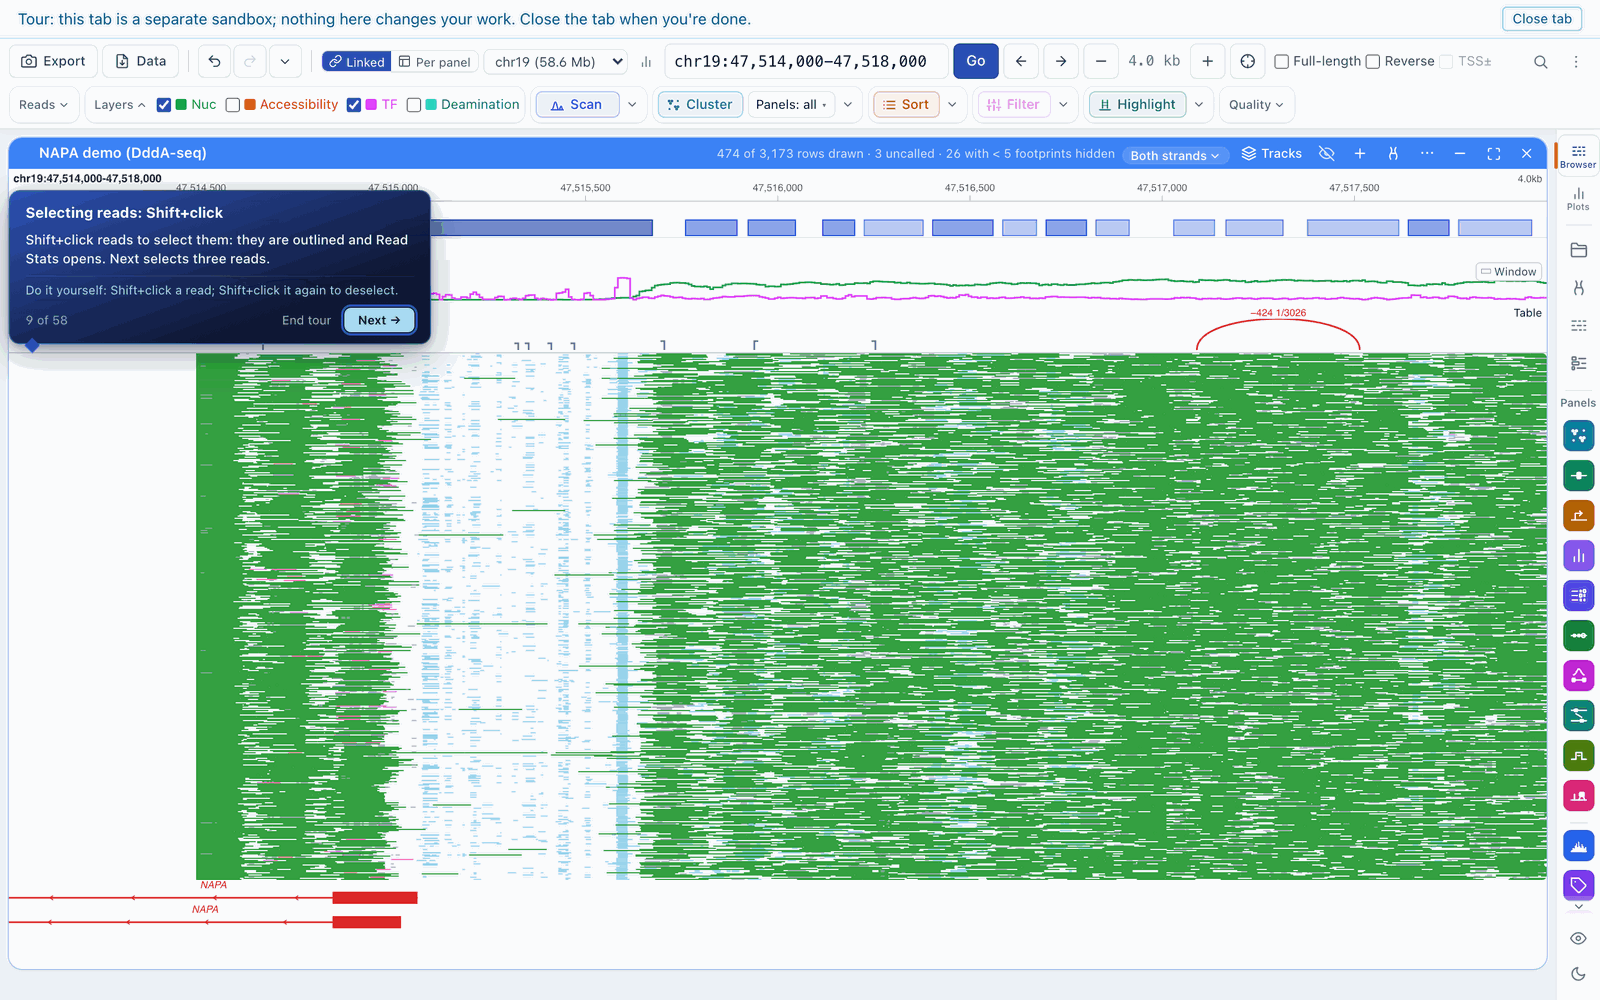 Tour: this tab is a separate sandbox; nothing here changes your work. Close the tab when you're done.
Close tab
Export
Data
Linked
Per panel
chr19 (58.6 Mb)
chr19:47,514,000–47,518,000
Go
4.0 kb
Full-length
Reverse
TSS±
Reads
Layers
Nuc
Accessibility
TF
Deamination
Scan
Cluster
Panels: all
Sort
Filter
Highlight
Quality
NAPA demo (DddA-seq)
474 of 3,173 rows drawn · 3 uncalled · 26 with < 5 footprints hidden
Both strands
Tracks
Browser
chr19:47,514,000-47,518,000
4.0kb
47,514,500
47,515,000
47,515,500
47,516,000
47,516,500
47,517,000
47,517,500
Plots
Selecting reads: Shift+click
Shift+click reads to select them: they are outlined and Read
Stats opens. Next selects three reads.
Do it yourself: Shift+click a read; Shift+click it again to deselect.
9 of 58
End tour
Next →
Window
–424 1/3026
Table
Panels
NAPA
NAPA